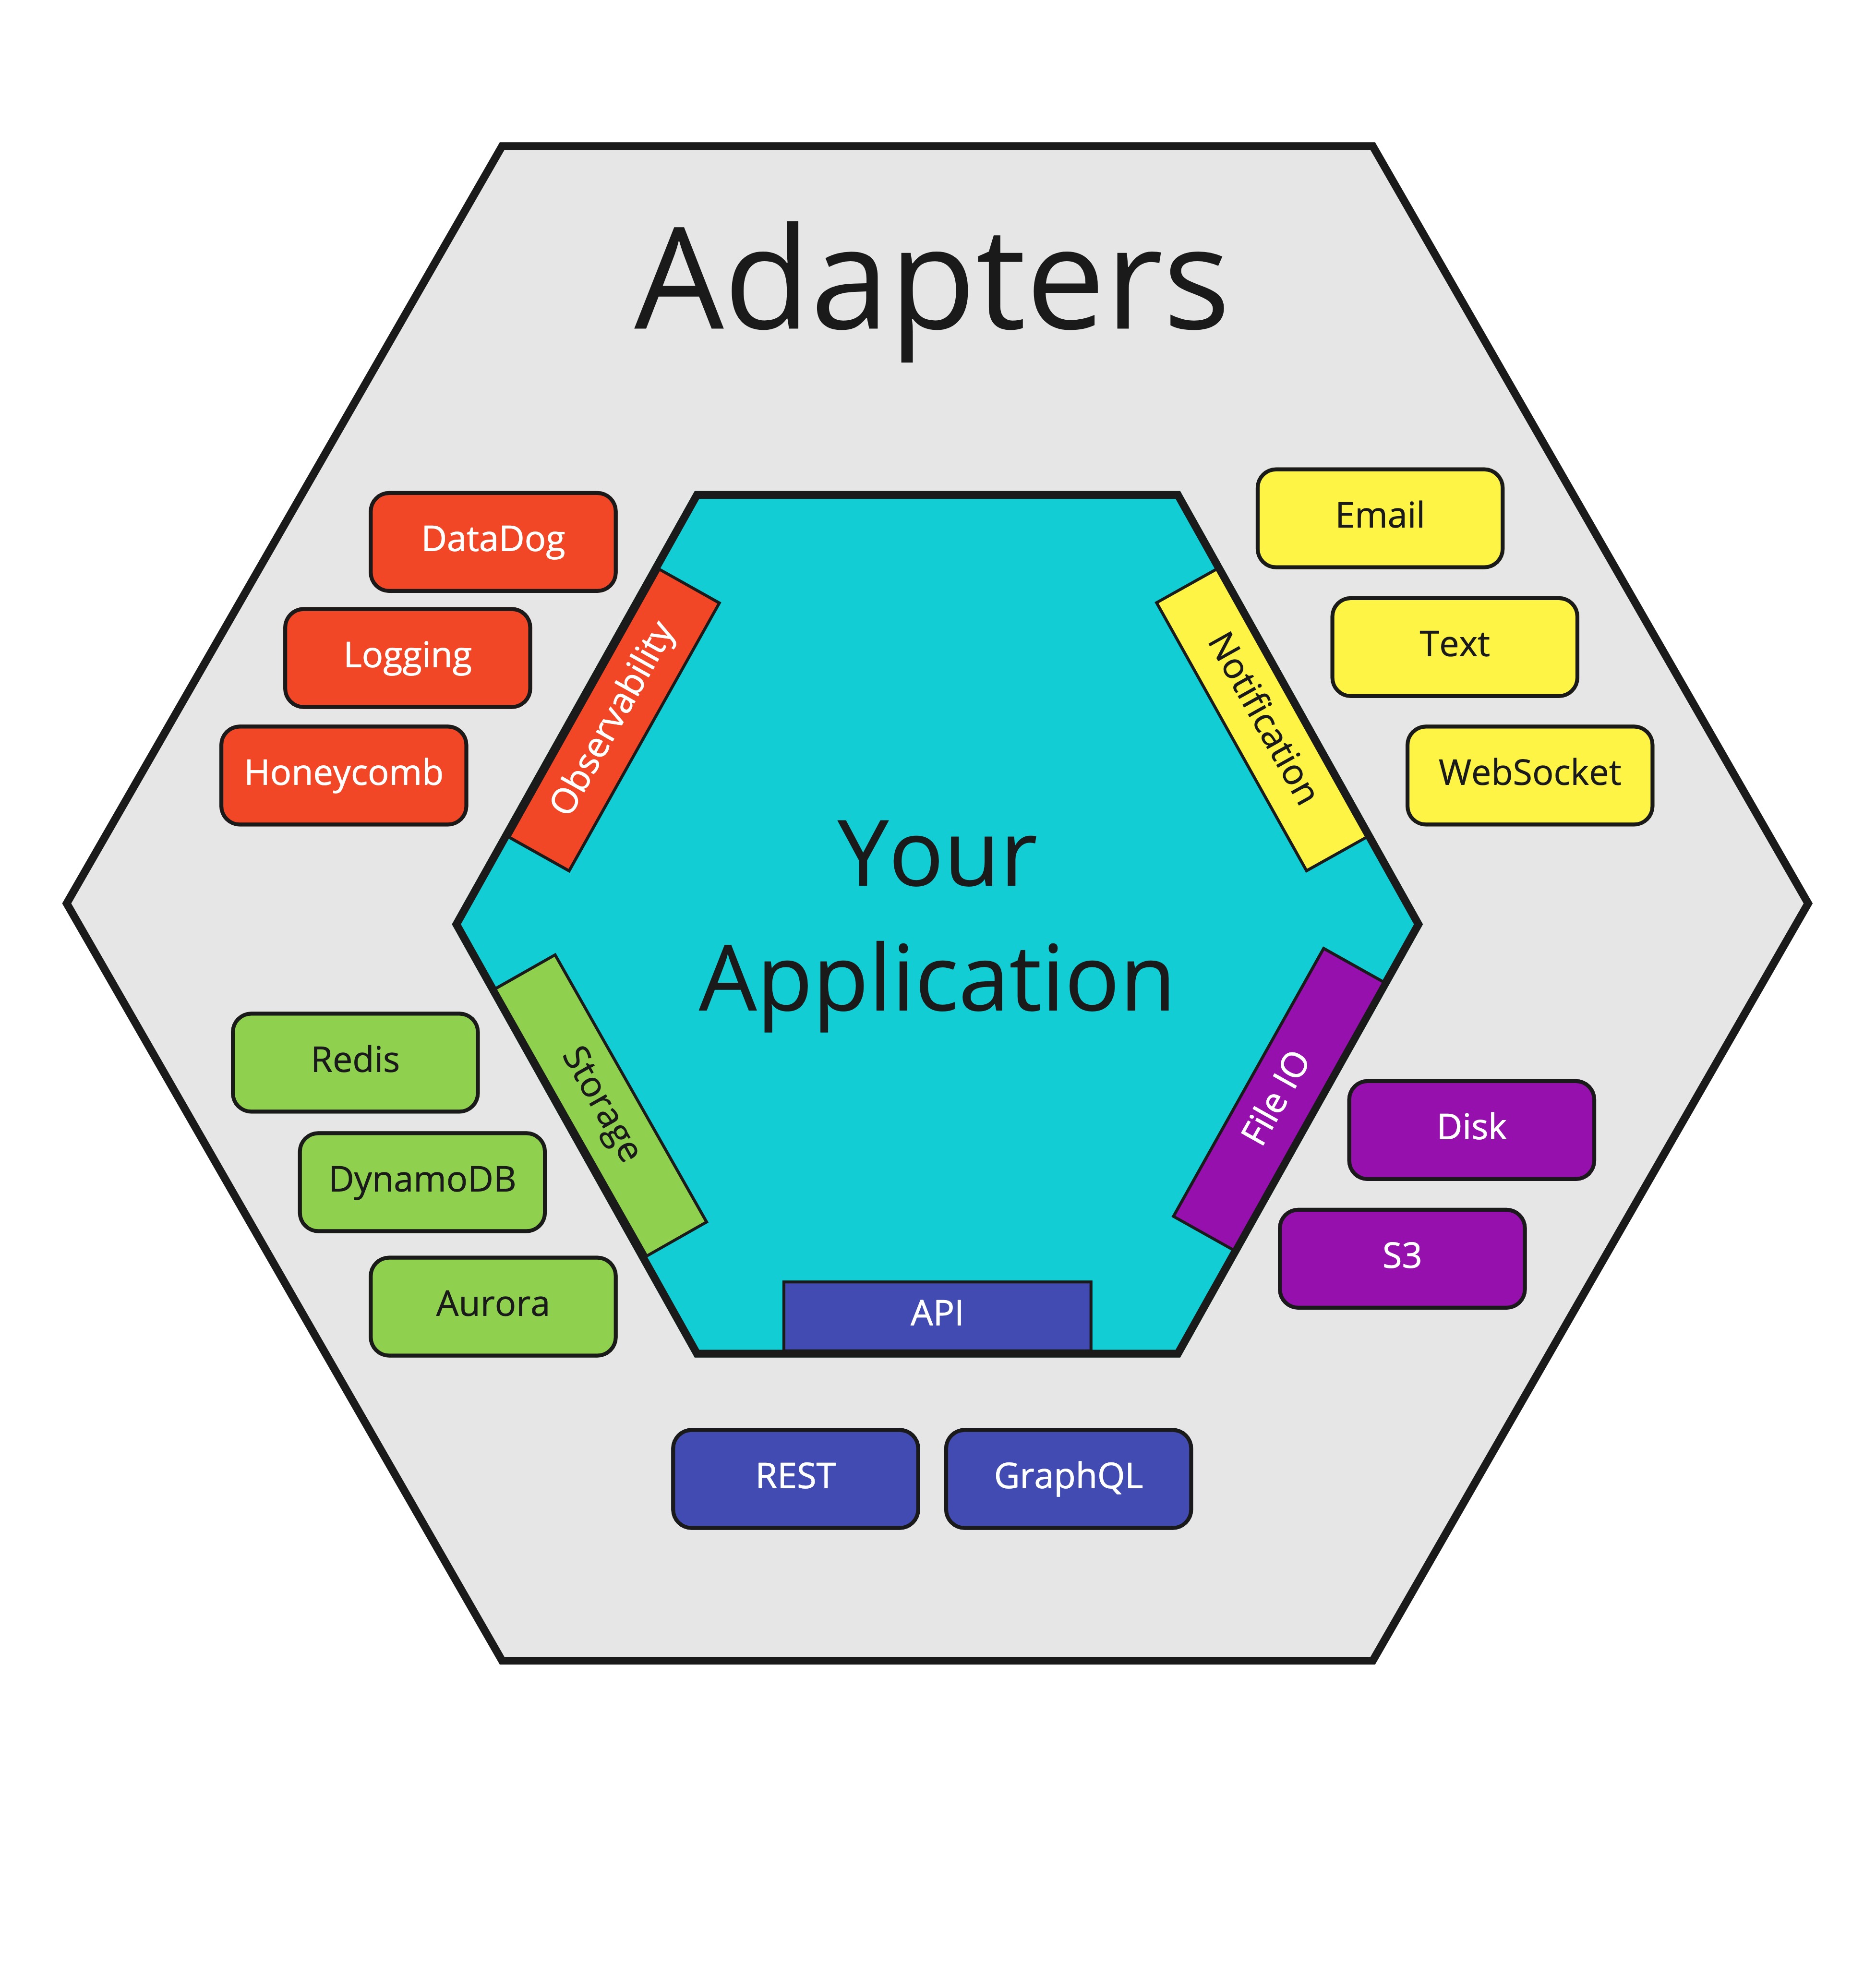 Adapters
DataDog
Logging
Honeycomb
Observability
Email
Text
WebSocket
Notification
Your
Application
Redis
DynamoDB
Aurora
Storage
File IO
Disk
S3
API
REST
GraphQL